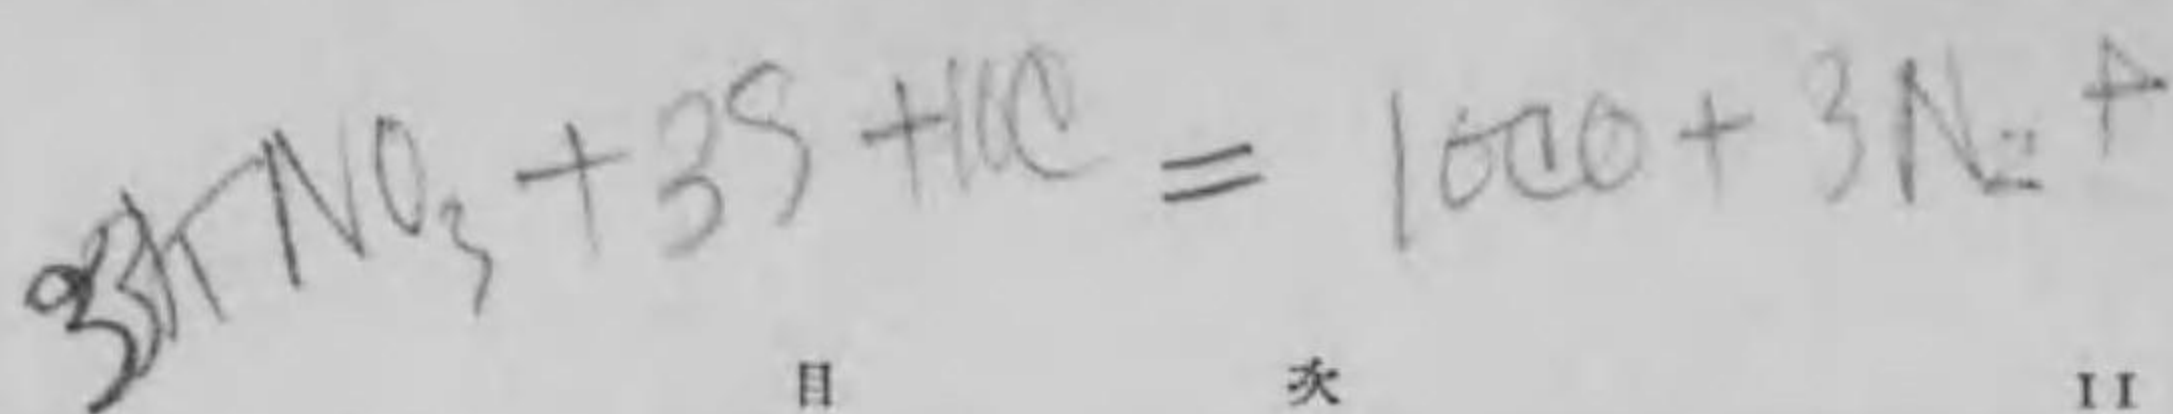 3KNO₃ + 3S + 10C = 10CO + 3N₂ +
目 次 II